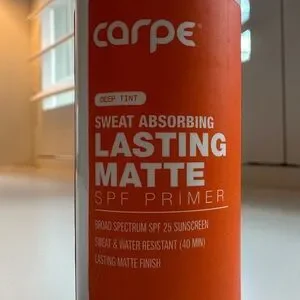 carpe
DEEP TINT
SWEAT ABSORBING
LASTING
MATTE
SPF PRIMER
BROAD SPECTRUM SPF 25 SUNSCREEN
SWEAT & WATER RESISTANT (40 MIN)
LASTING MATTE FINISH